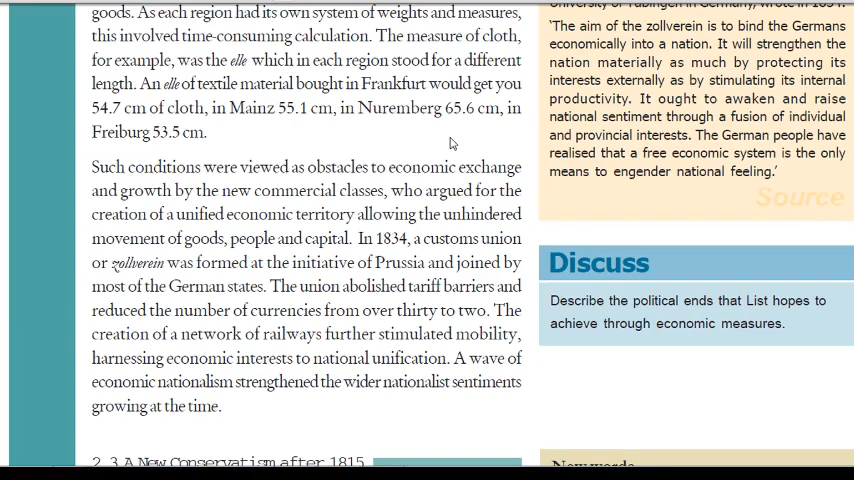 goods. As each region had its own system of weights and measures,
this involved time-consuming calculation. The measure of cloth,
for example, was the elle which in each region stood for a different
length. An elle of textile material bought in Frankfurt would get you
54.7 cm of cloth, in Mainz 55.1 cm, in Nuremberg 65.6 cm, in
Freiburg 53.5 cm.
Such conditions were viewed as obstacles to economic exchange
and growth by the new commercial classes, who argued for the
creation of a unified economic territory allowing the unhindered
movement of goods, people and capital. In 1834, a customs union
or zollverein was formed at the initiative of Prussia and joined by
most of the German states. The union abolished tariff barriers and
reduced the number of currencies from over thirty to two. The
creation of a network of railways further stimulated mobility,
harnessing economic interests to national unification. A wave of
economic nationalism strengthened the wider nationalist sentiments
growing at the time.
2.3 A New Conservatism after 1815
University of Tübingen in Germany, wrote in 1834:
‘The aim of the zollverein is to bind the Germans
economically into a nation. It will strengthen the
nation materially as much by protecting its
interests externally as by stimulating its internal
productivity. It ought to awaken and raise
national sentiment through a fusion of individual
and provincial interests. The German people have
realised that a free economic system is the only
means to engender national feeling.’
Source
Discuss
Describe the political ends that List hopes to
achieve through economic measures.
New words